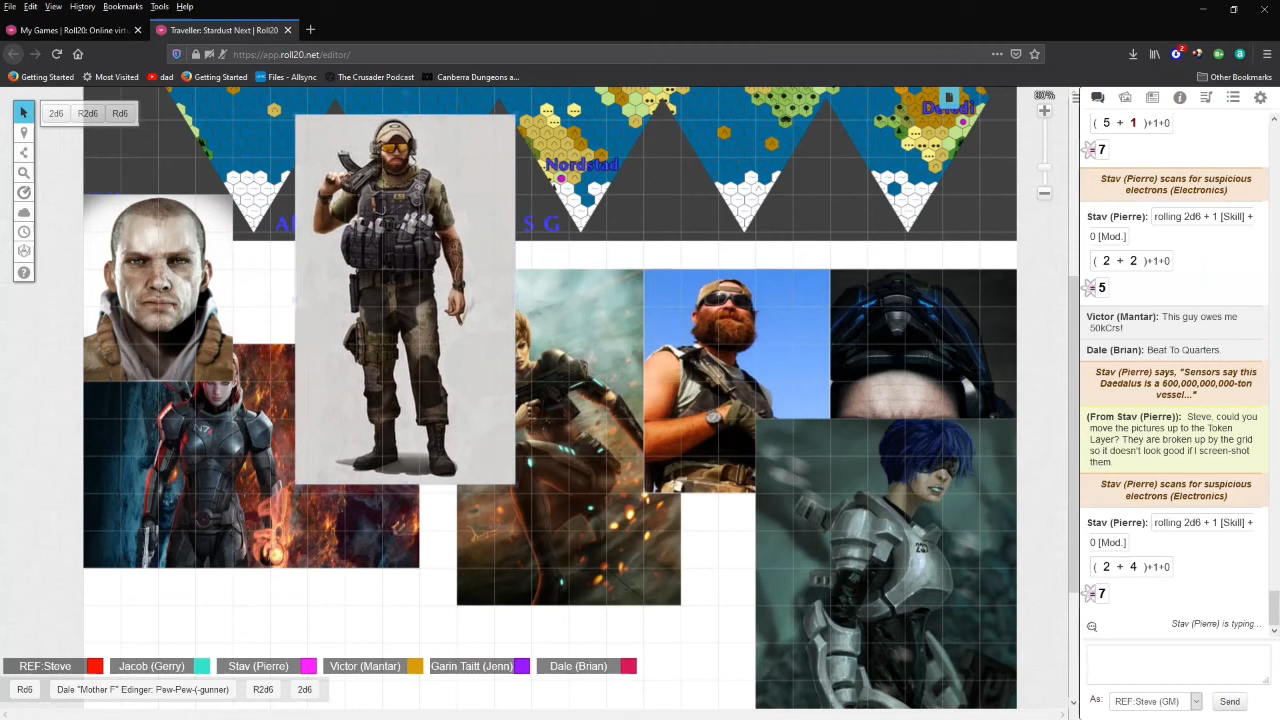 File Edit View History Bookmarks Tools Help
My Games | Roll20: Online virtu
Traveller: Stardust Next | Roll20
https://app.roll20.net/editor/
Getting Started Most Visited dad Getting Started Files - Allsync The Crusader Podcast Canberra Dungeons a... Other Bookmarks
2d6 R2d6 Rd6
80%
Nordstad
S G
N7
REF:Steve Jacob (Gerry) Stav (Pierre) Victor (Mantar) Garin Taitt (Jenn) Dale (Brian)
Rd6 Dale "Mother F" Edinger: Pew-Pew-(-gunner) R2d6 2d6
( 5 + 1 )+1+0
=7
Stav (Pierre) scans for suspicious
electrons (Electronics)
Stav (Pierre): rolling 2d6 + 1 [Skill] +
0 [Mod.]
( 2 + 2 )+1+0
=5
Victor (Mantar): This guy owes me
50kCrs!
Dale (Brian): Beat To Quarters.
Stav (Pierre) says, "Sensors say this
Daedalus is a 600,000,000,000-ton
vessel..."
(From Stav (Pierre)): Steve, could you
move the pictures up to the Token
Layer? They are broken up by the grid
so it doesn't look good if I screen-shot
them.
Stav (Pierre) scans for suspicious
electrons (Electronics)
Stav (Pierre): rolling 2d6 + 1 [Skill] +
0 [Mod.]
( 2 + 4 )+1+0
=7
Stav (Pierre) is typing...
As: REF:Steve (GM) Send